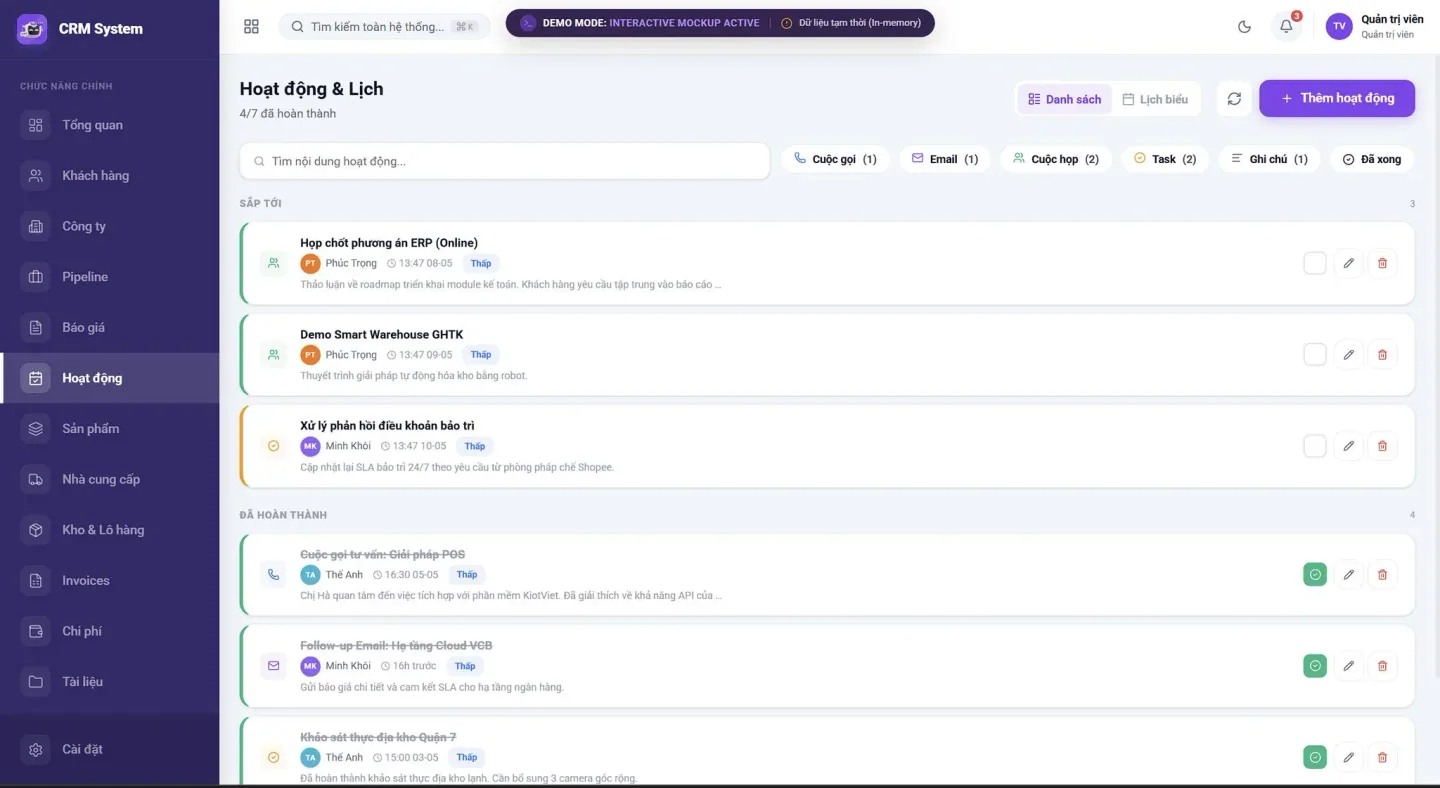 CRM System
Tìm kiếm toàn hệ thống... ⌘K
DEMO MODE: INTERACTIVE MOCKUP ACTIVE | Dữ liệu tạm thời (In-memory)
3
TV
Quản trị viên
Quản trị viên
CHỨC NĂNG CHÍNH
Tổng quan
Khách hàng
Công ty
Pipeline
Báo giá
Hoạt động
Sản phẩm
Nhà cung cấp
Kho & Lô hàng
Invoices
Chi phí
Tài liệu
Cài đặt
Hoạt động & Lịch
4/7 đã hoàn thành
Danh sách
Lịch biểu
+ Thêm hoạt động
Tìm nội dung hoạt động...
Cuộc gọi (1)
Email (1)
Cuộc họp (2)
Task (2)
Ghi chú (1)
Đã xong
SẮP TỚI 3
Họp chốt phương án ERP (Online)
PT Phúc Trọng 13:47 08-05 Thấp
Thảo luận về roadmap triển khai module kế toán. Khách hàng yêu cầu tập trung vào báo cáo ...
Demo Smart Warehouse GHTK
PT Phúc Trọng 13:47 09-05 Thấp
Thuyết trình giải pháp tự động hóa kho bằng robot.
Xử lý phản hồi điều khoản bảo trì
MK Minh Khôi 13:47 10-05 Thấp
Cập nhật lại SLA bảo trì 24/7 theo yêu cầu từ phòng pháp chế Shopee.
ĐÃ HOÀN THÀNH 4
Cuộc gọi tư vấn: Giải pháp POS
TA Thế Anh 16:30 05-05 Thấp
Chị Hà quan tâm đến việc tích hợp với phần mềm KiotViet. Đã giải thích về khả năng API của ...
Follow-up Email: Hạ tầng Cloud VCB
MK Minh Khôi 16h trước Thấp
Gửi báo giá chi tiết và cam kết SLA cho hạ tầng ngân hàng.
Khảo sát thực địa kho Quận 7
TA Thế Anh 15:00 03-05 Thấp
Đã hoàn thành khảo sát thực địa kho lạnh. Cần bổ sung 3 camera góc rộng.